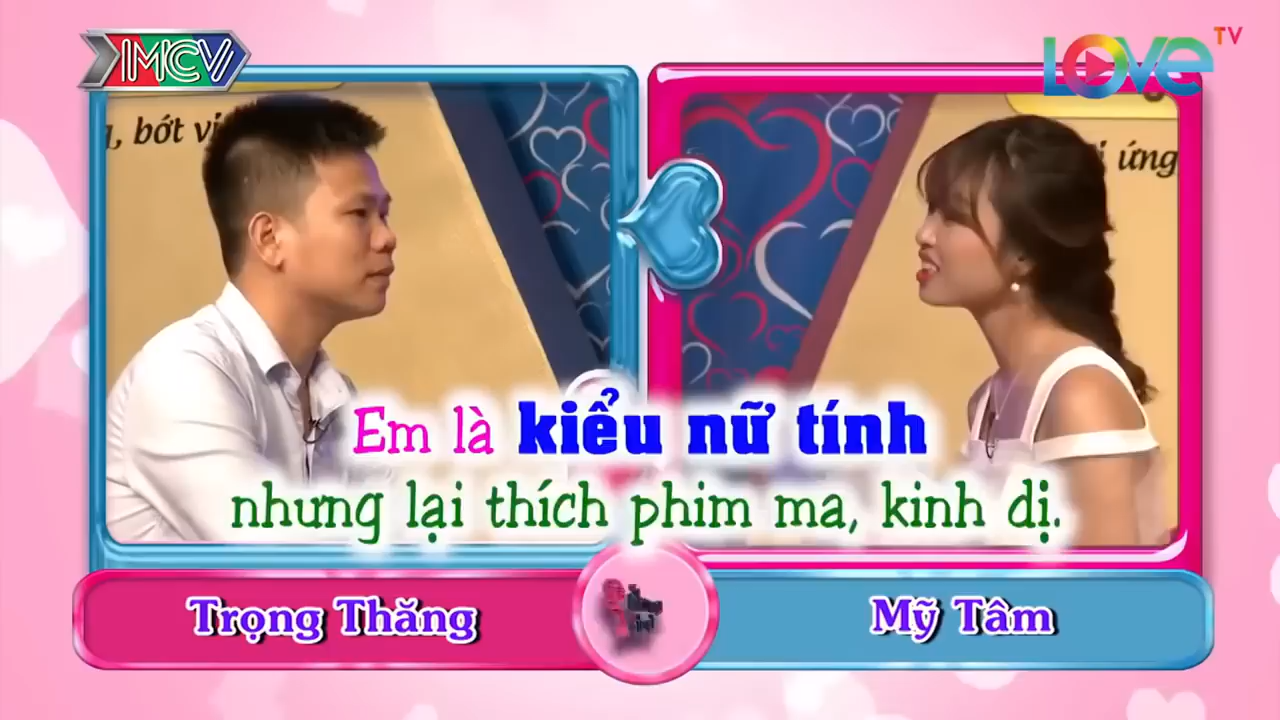 MCV
LOVE TV
, bớt vi
i ứng,
Em là kiểu nữ tính
nhưng lại thích phim ma, kinh dị.
Trọng Thăng
Mỹ Tâm